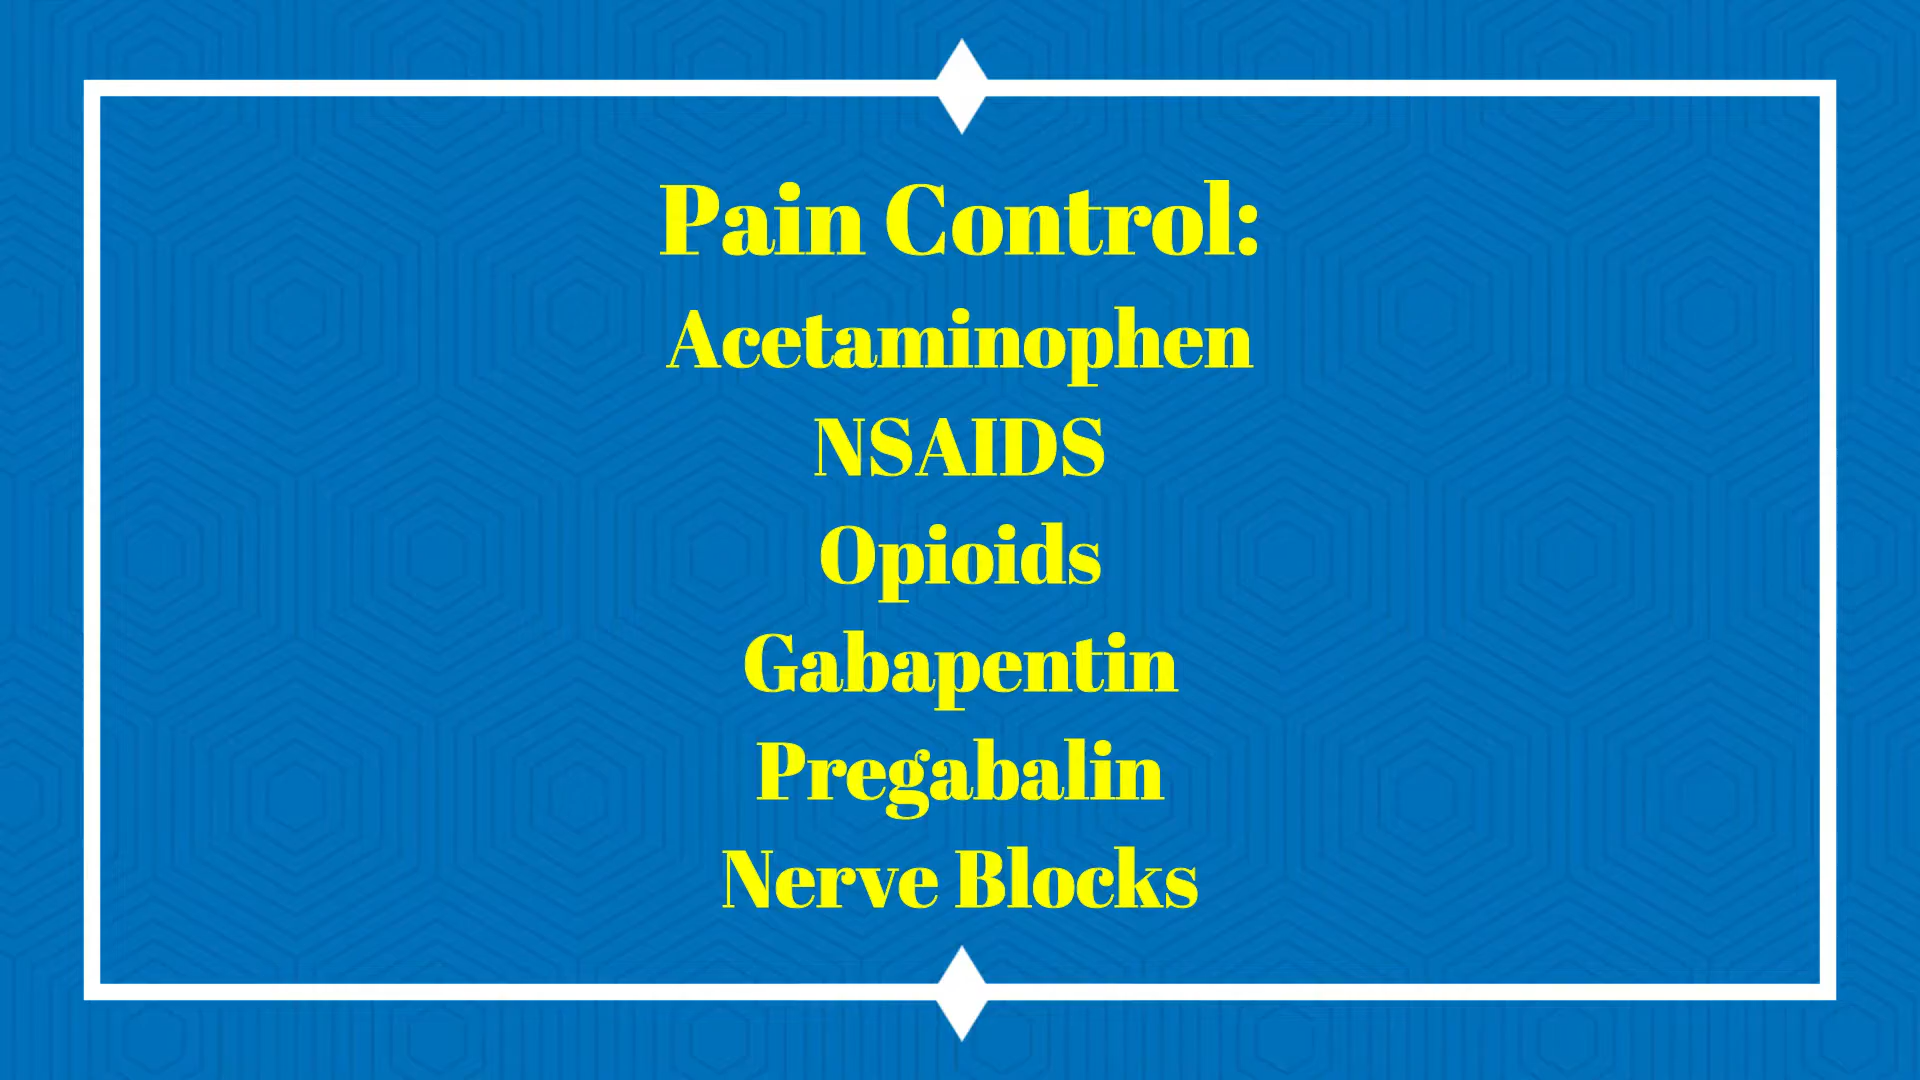 Pain Control:
Acetaminophen
NSAIDS
Opioids
Gabapentin
Pregabalin
Nerve Blocks